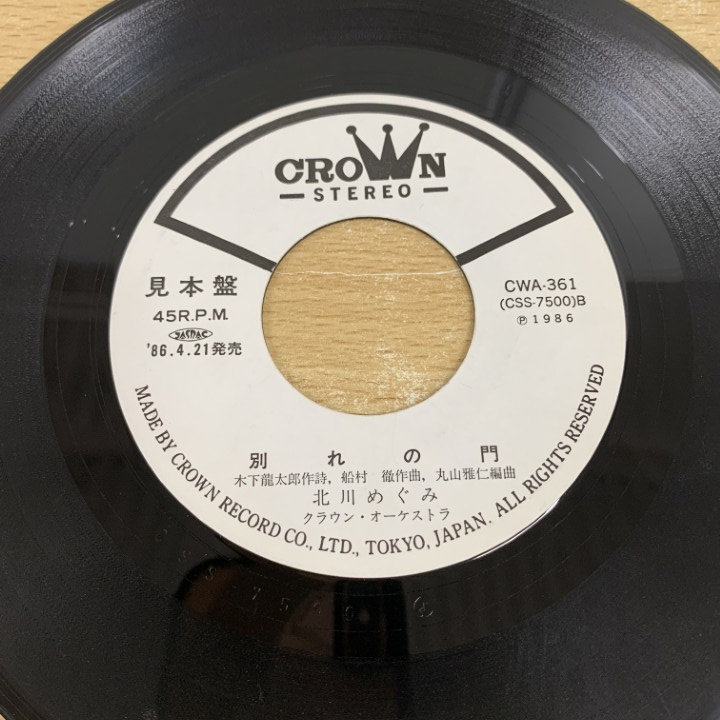 CROWN
STEREO
見本盤
45R.P.M.
JASRAC
'86.4.21発売
CWA-361
(CSS-7500)B
Ⓟ1986
別れの門
木下龍太郎作詩，船村 徹作曲，丸山雅仁編曲
北川めぐみ
クラウン・オーケストラ
MADE BY CROWN RECORD CO., LTD., TOKYO, JAPAN. ALL RIGHTS RESERVED